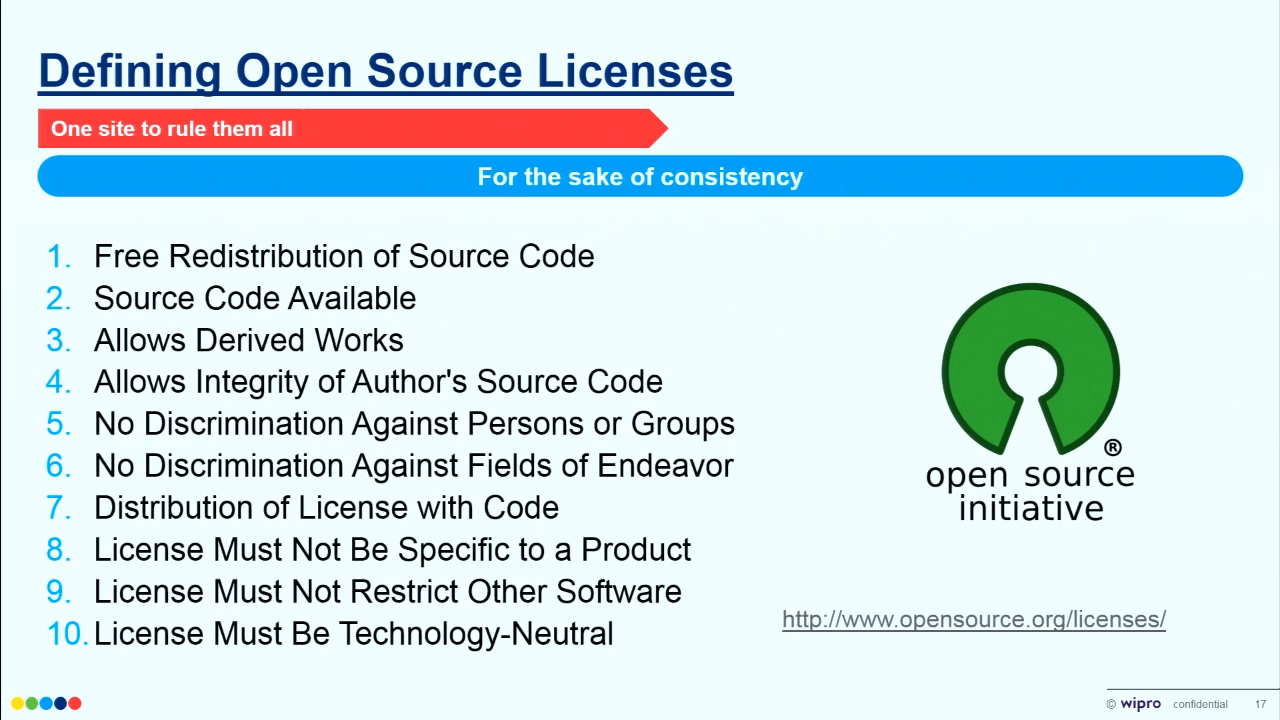 Defining Open Source Licenses
One site to rule them all
For the sake of consistency
1. Free Redistribution of Source Code
2. Source Code Available
3. Allows Derived Works
4. Allows Integrity of Author's Source Code
5. No Discrimination Against Persons or Groups
6. No Discrimination Against Fields of Endeavor
7. Distribution of License with Code
8. License Must Not Be Specific to a Product
9. License Must Not Restrict Other Software
10. License Must Be Technology-Neutral
®
open source
initiative
http://www.opensource.org/licenses/
© wipro confidential 17